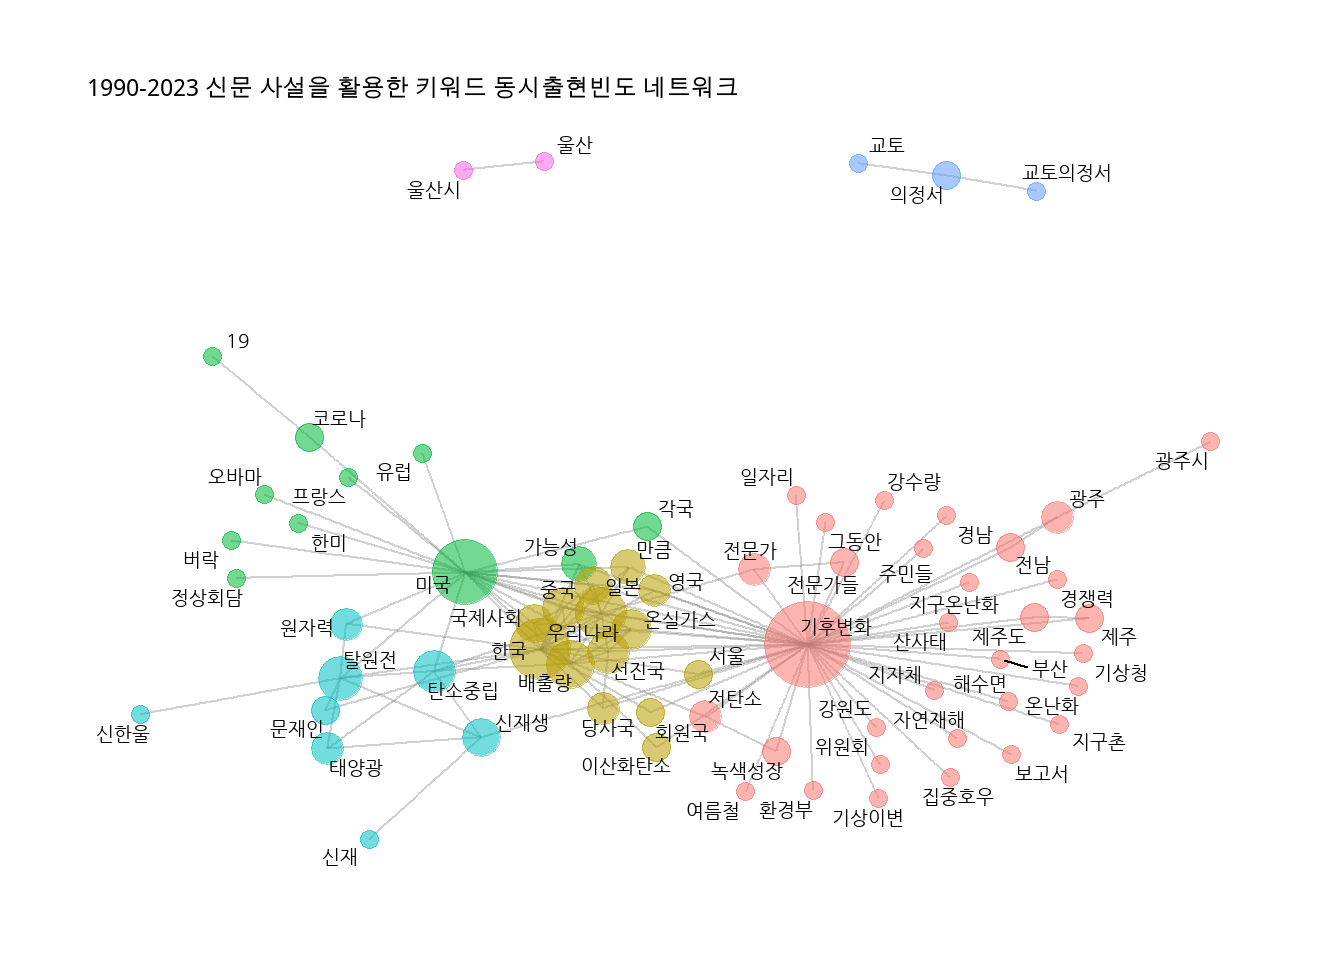 1990-2023 신문 사설을 활용한 키워드 동시출현빈도 네트워크
울산
울산시
교토
교토의정서
의정서
19
코로나
유럽
오바마
프랑스
한미
버락
정상회담
미국
각국
가능성
만큼
일자리
강수량
광주시
광주
경남
전남
그동안
전문가
전문가들
주민들
중국
일본
영국
국제사회
온실가스
우리나라
한국
배출량
선진국
서울
기후변화
지구온난화
경쟁력
산사태
제주도
제주
부산
기상청
원자력
탈원전
탄소중립
신한울
문재인
신재생
태양광
신재
당사국
회원국
이산화탄소
저탄소
지자체
해수면
온난화
강원도
자연재해
지구촌
위원회
녹색성장
보고서
여름철
환경부
기상이변
집중호우